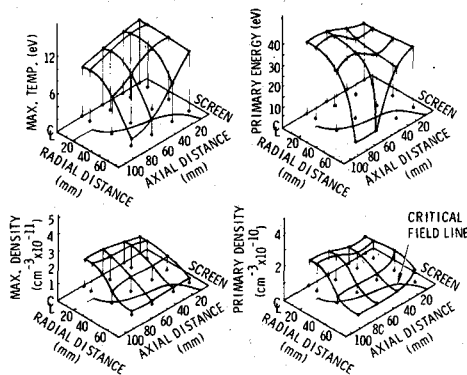 MAX. TEMP. (eV)
12
6
0
℄
20
40
60
RADIAL DISTANCE
(mm)
100
80
60
40
20
AXIAL DISTANCE
(mm)
SCREEN
PRIMARY ENERGY (eV)
40
30
20
10
0
℄
20
40
60
RADIAL DISTANCE
(mm)
100
80
60
40
20
AXIAL DISTANCE
(mm)
SCREEN
MAX. DENSITY
(cm⁻³x10⁻¹¹)
5
4
3
2
1
0
℄
20
40
60
RADIAL DISTANCE
(mm)
100
80
60
40
20
AXIAL DISTANCE
(mm)
SCREEN
PRIMARY DENSITY
(cm⁻³x10⁻¹⁰)
4
2
0
℄
20
40
60
RADIAL DISTANCE
(mm)
100
80
60
40
20
AXIAL DISTANCE
(mm)
SCREEN
CRITICAL
FIELD LINE